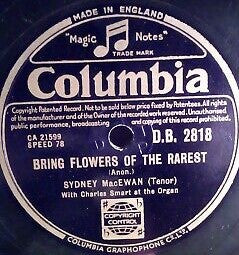 MADE IN ENGLAND
"Magic Notes"
TRADE MARK
Columbia
Copyright Patented Record. Not to be sold below price fixed by Patentees. All rights
of the manufacturer and of the Owner of the recorded work reserved. Unauthorised
public performance, broadcasting and copying of this record prohibited.
CA 21599
SPEED 78
D.B. 2818
BRING FLOWERS OF THE RAREST
(Anon.)
SYDNEY MacEWAN (Tenor)
With Charles Smart at the Organ
COPYRIGHT
CONTROL
COLUMBIA GRAPHOPHONE Co. LTD.